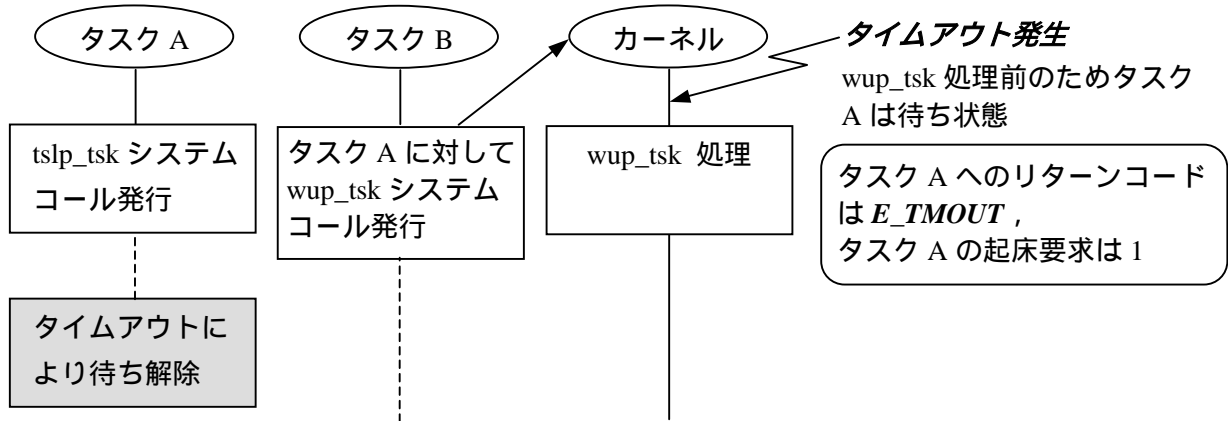 タスク A
タスク B
カーネル
タイムアウト発生
wup_tsk 処理前のためタスク
A は待ち状態
tslp_tsk システム
コール発行
タスク A に対して
wup_tsk システム
コール発行
wup_tsk 処理
タスク A へのリターンコード
は E_TMOUT ,
タスク A の起床要求は 1
タイムアウトに
より待ち解除